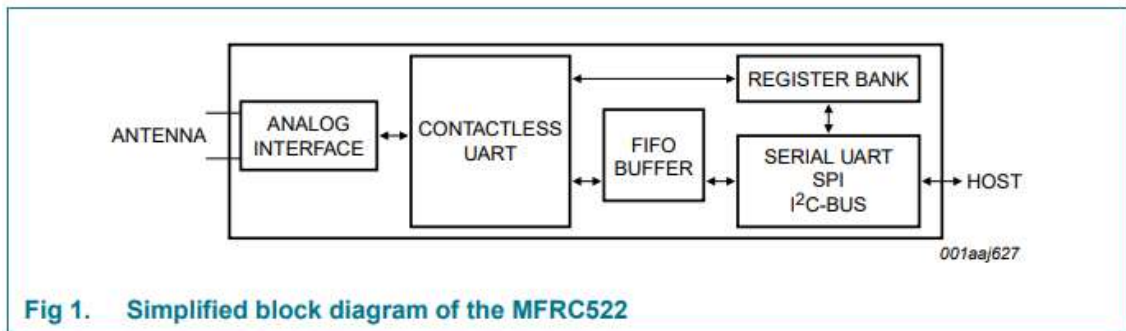 ANTENNA
ANALOG
INTERFACE
CONTACTLESS
UART
FIFO
BUFFER
REGISTER BANK
SERIAL UART
SPI
I²C-BUS
HOST
001aaj627
Fig 1. Simplified block diagram of the MFRC522